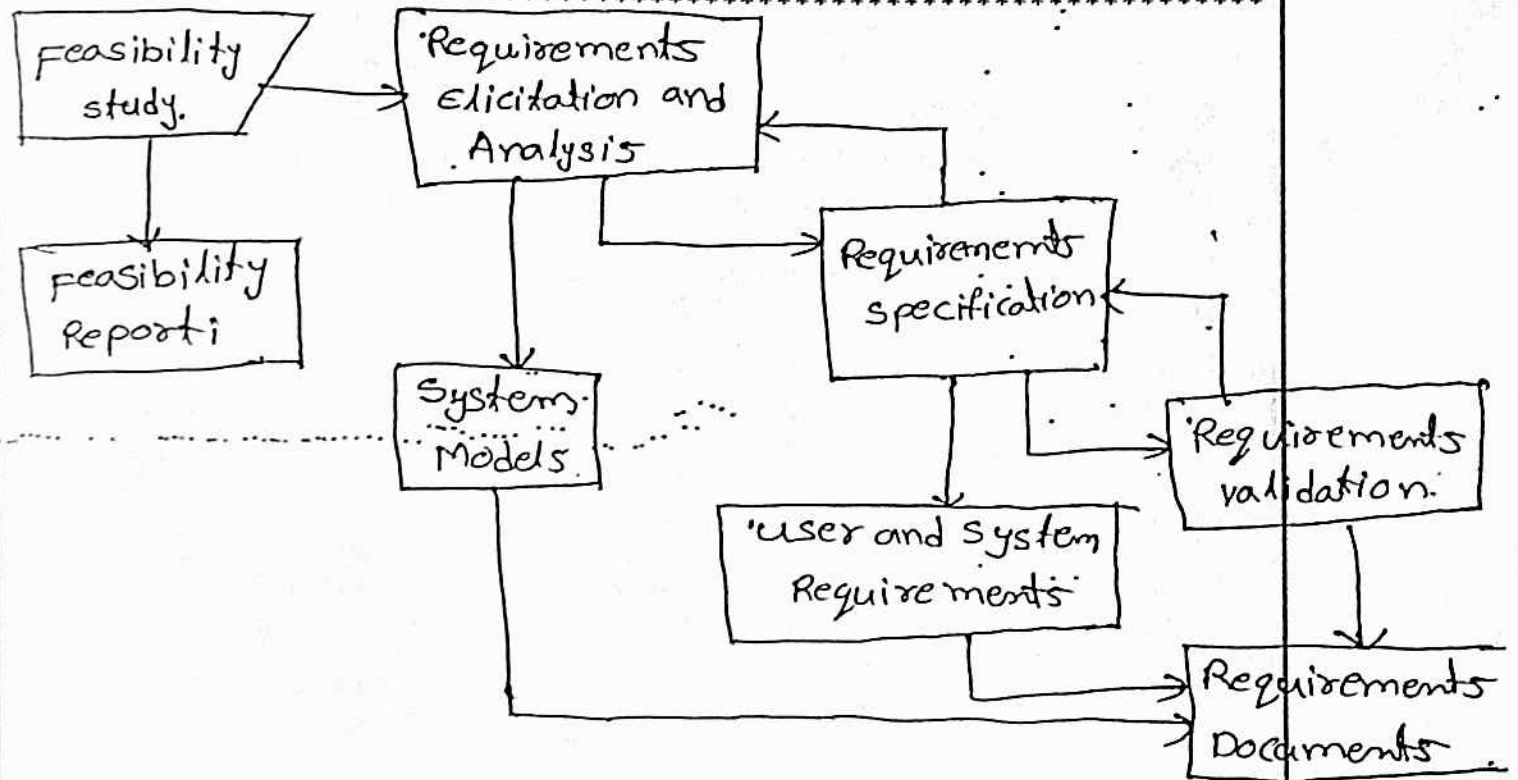 Feasibility
study.
Requirements
Elicitation and
Analysis
Requirements
specification
Feasibility
Reporti
System
Models
Requirements
validation.
User and System
Requirements
Requirements
Documents